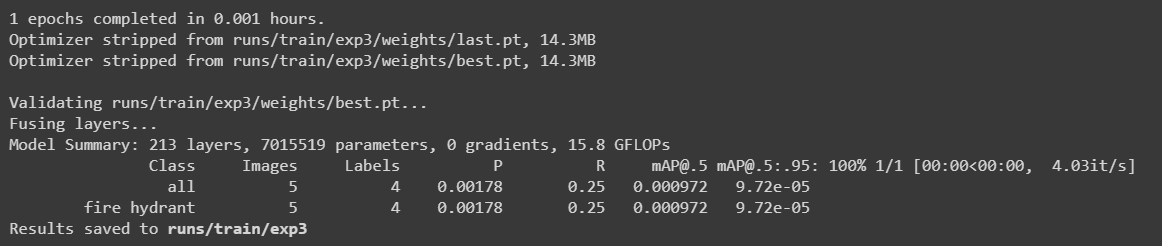 1 epochs completed in 0.001 hours.
Optimizer stripped from runs/train/exp3/weights/last.pt, 14.3MB
Optimizer stripped from runs/train/exp3/weights/best.pt, 14.3MB
Validating runs/train/exp3/weights/best.pt...
Fusing layers...
Model Summary: 213 layers, 7015519 parameters, 0 gradients, 15.8 GFLOPs
Class Images Labels P R mAP@.5 mAP@.5:.95: 100% 1/1 [00:00<00:00, 4.03it/s]
all 5 4 0.00178 0.25 0.000972 9.72e-05
fire hydrant 5 4 0.00178 0.25 0.000972 9.72e-05
Results saved to runs/train/exp3